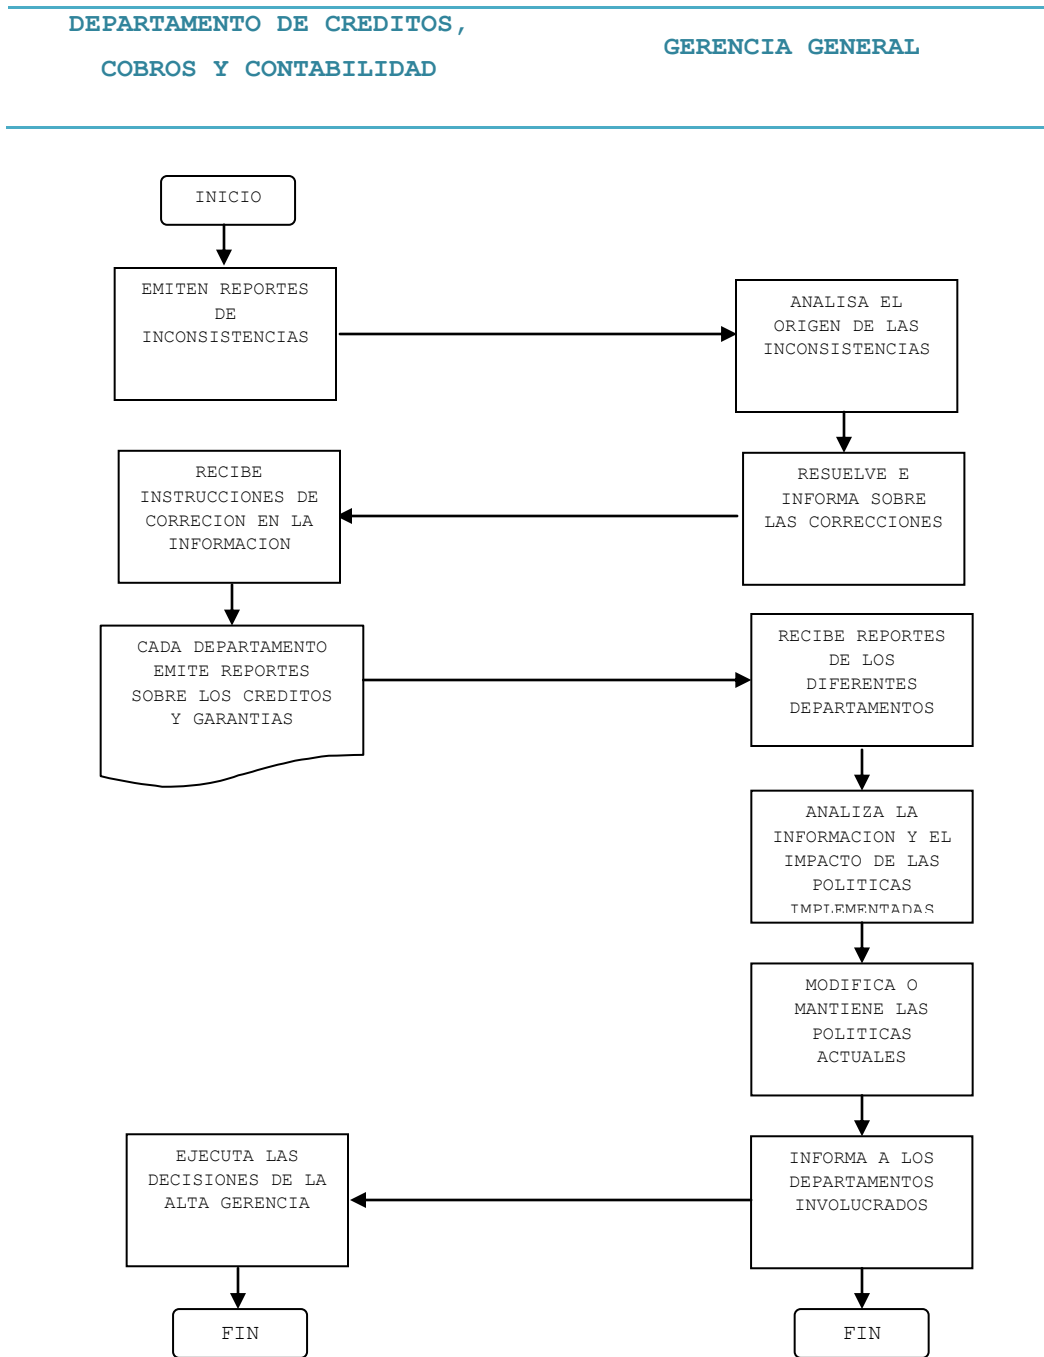 DEPARTAMENTO DE CREDITOS,
COBROS Y CONTABILIDAD
GERENCIA GENERAL
INICIO
EMITEN REPORTES
DE
INCONSISTENCIAS
ANALISA EL
ORIGEN DE LAS
INCONSISTENCIAS
RESUELVE E
INFORMA SOBRE
LAS CORRECCIONES
RECIBE
INSTRUCCIONES DE
CORRECION EN LA
INFORMACION
CADA DEPARTAMENTO
EMITE REPORTES
SOBRE LOS CREDITOS
Y GARANTIAS
RECIBE REPORTES
DE LOS
DIFERENTES
DEPARTAMENTOS
ANALIZA LA
INFORMACION Y EL
IMPACTO DE LAS
POLITICAS
IMPLEMENTADAS
MODIFICA O
MANTIENE LAS
POLITICAS
ACTUALES
INFORMA A LOS
DEPARTAMENTOS
INVOLUCRADOS
EJECUTA LAS
DECISIONES DE LA
ALTA GERENCIA
FIN
FIN